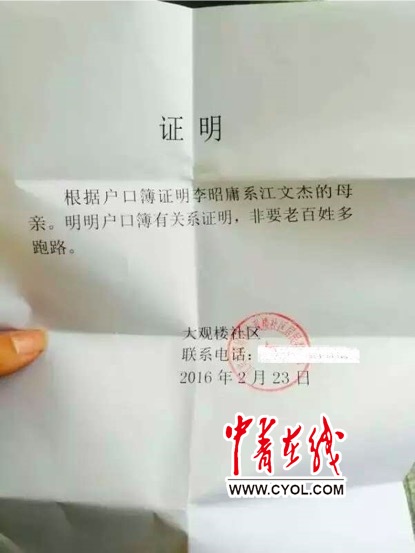 证明
根据户口簿证明李昭庸系江文杰的母
亲。明明户口簿有关系证明，非要老百姓多
跑路。
大观楼社区
联系电话：
2016年2月23日
中青在线
WWW.CYOL.COM